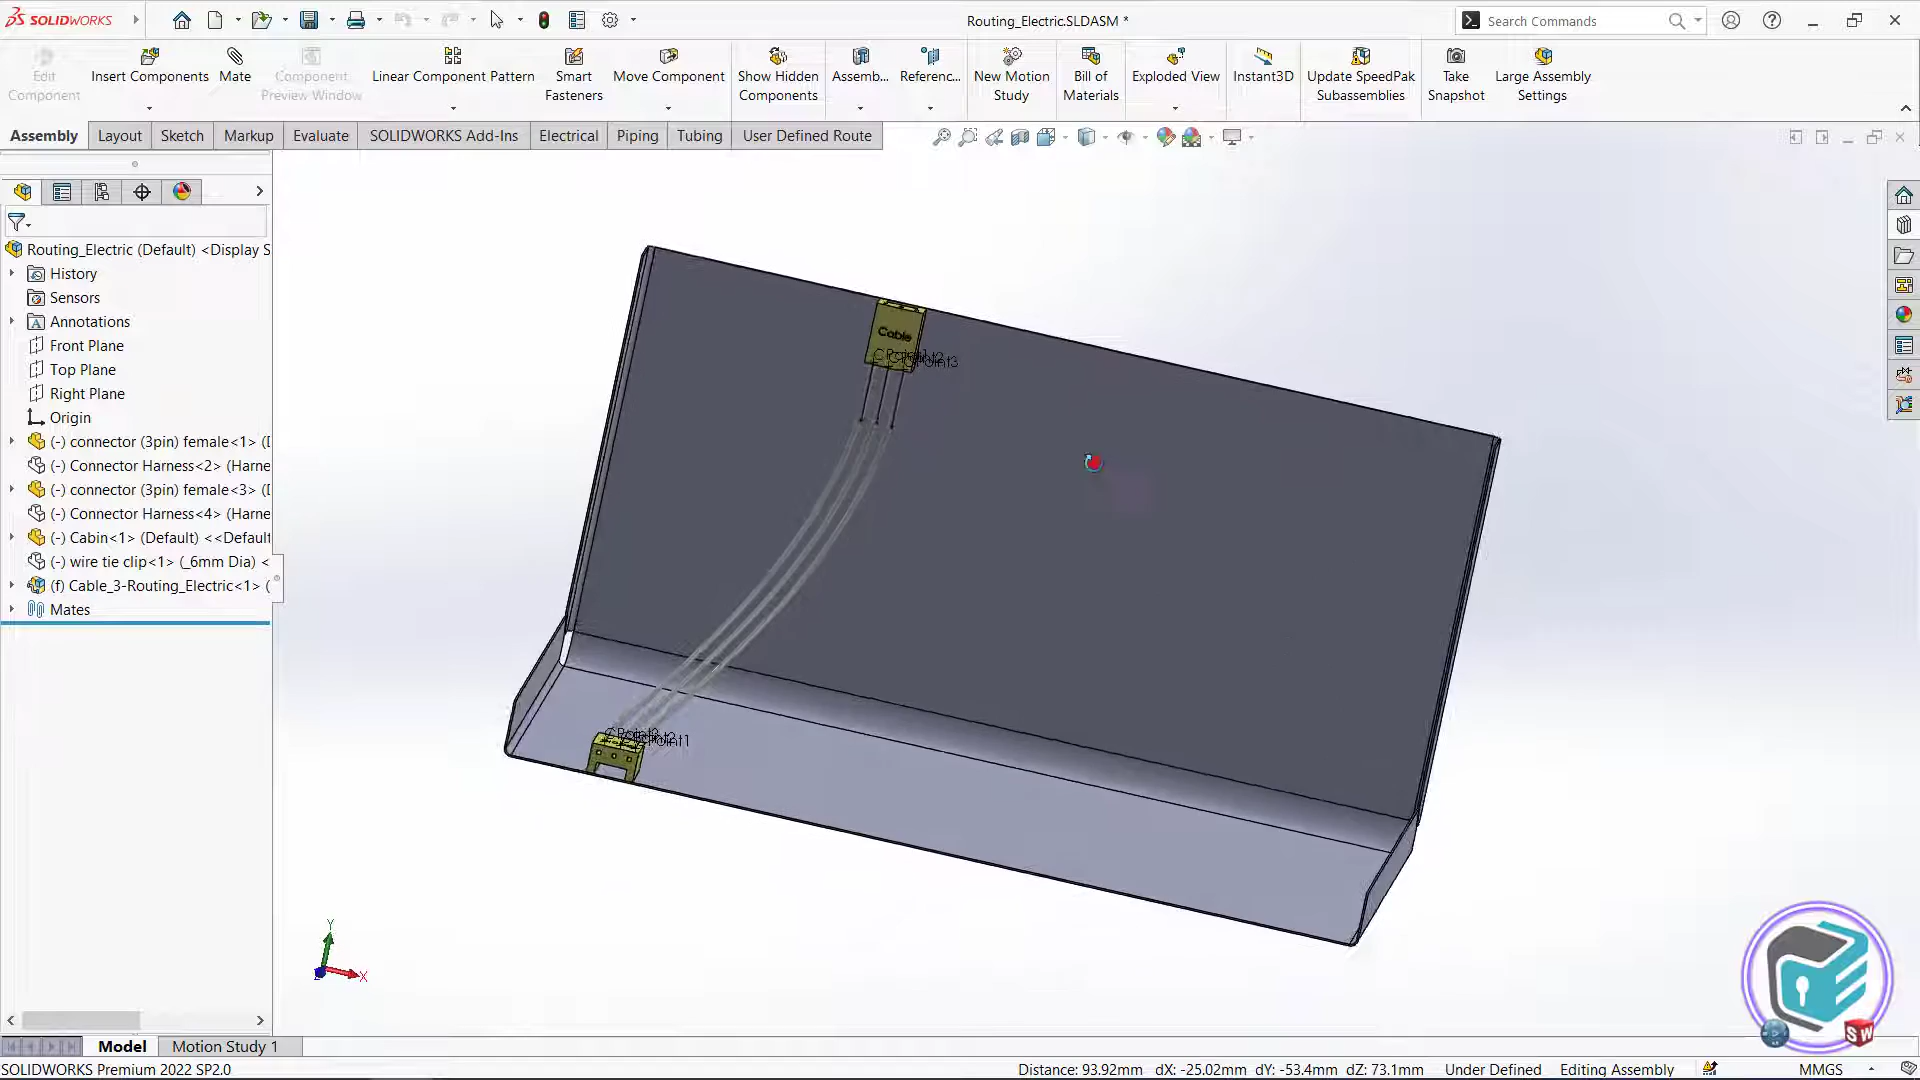 SOLIDWORKS
Routing_Electric.SLDASM *
Search Commands
Edit Component
Insert Components
Mate
Component Preview Window
Linear Component Pattern
Smart Fasteners
Move Component
Show Hidden Components
Assemb...
Referenc...
New Motion Study
Bill of Materials
Exploded View
Instant3D
Update SpeedPak Subassemblies
Take Snapshot
Large Assembly Settings
Assembly
Layout
Sketch
Markup
Evaluate
SOLIDWORKS Add-Ins
Electrical
Piping
Tubing
User Defined Route
Routing_Electric (Default) <Display S
History
Sensors
Annotations
Front Plane
Top Plane
Right Plane
Origin
(-) connector (3pin) female<1> ([
(-) Connector Harness<2> (Harne
(-) connector (3pin) female<3> ([
(-) Connector Harness<4> (Harne
(-) Cabin<1> (Default) <<Default
(-) wire tie clip<1> (_6mm Dia) <
(f) Cable_3-Routing_Electric<1> (
Mates
Cable
CPoint3
CPoint1
Y
X
SW
Model
Motion Study 1
SOLIDWORKS Premium 2022 SP2.0
Distance: 93.92mm dX: -25.02mm dY: -53.4mm dZ: 73.1mm
Under Defined
Editing Assembly
MMGS